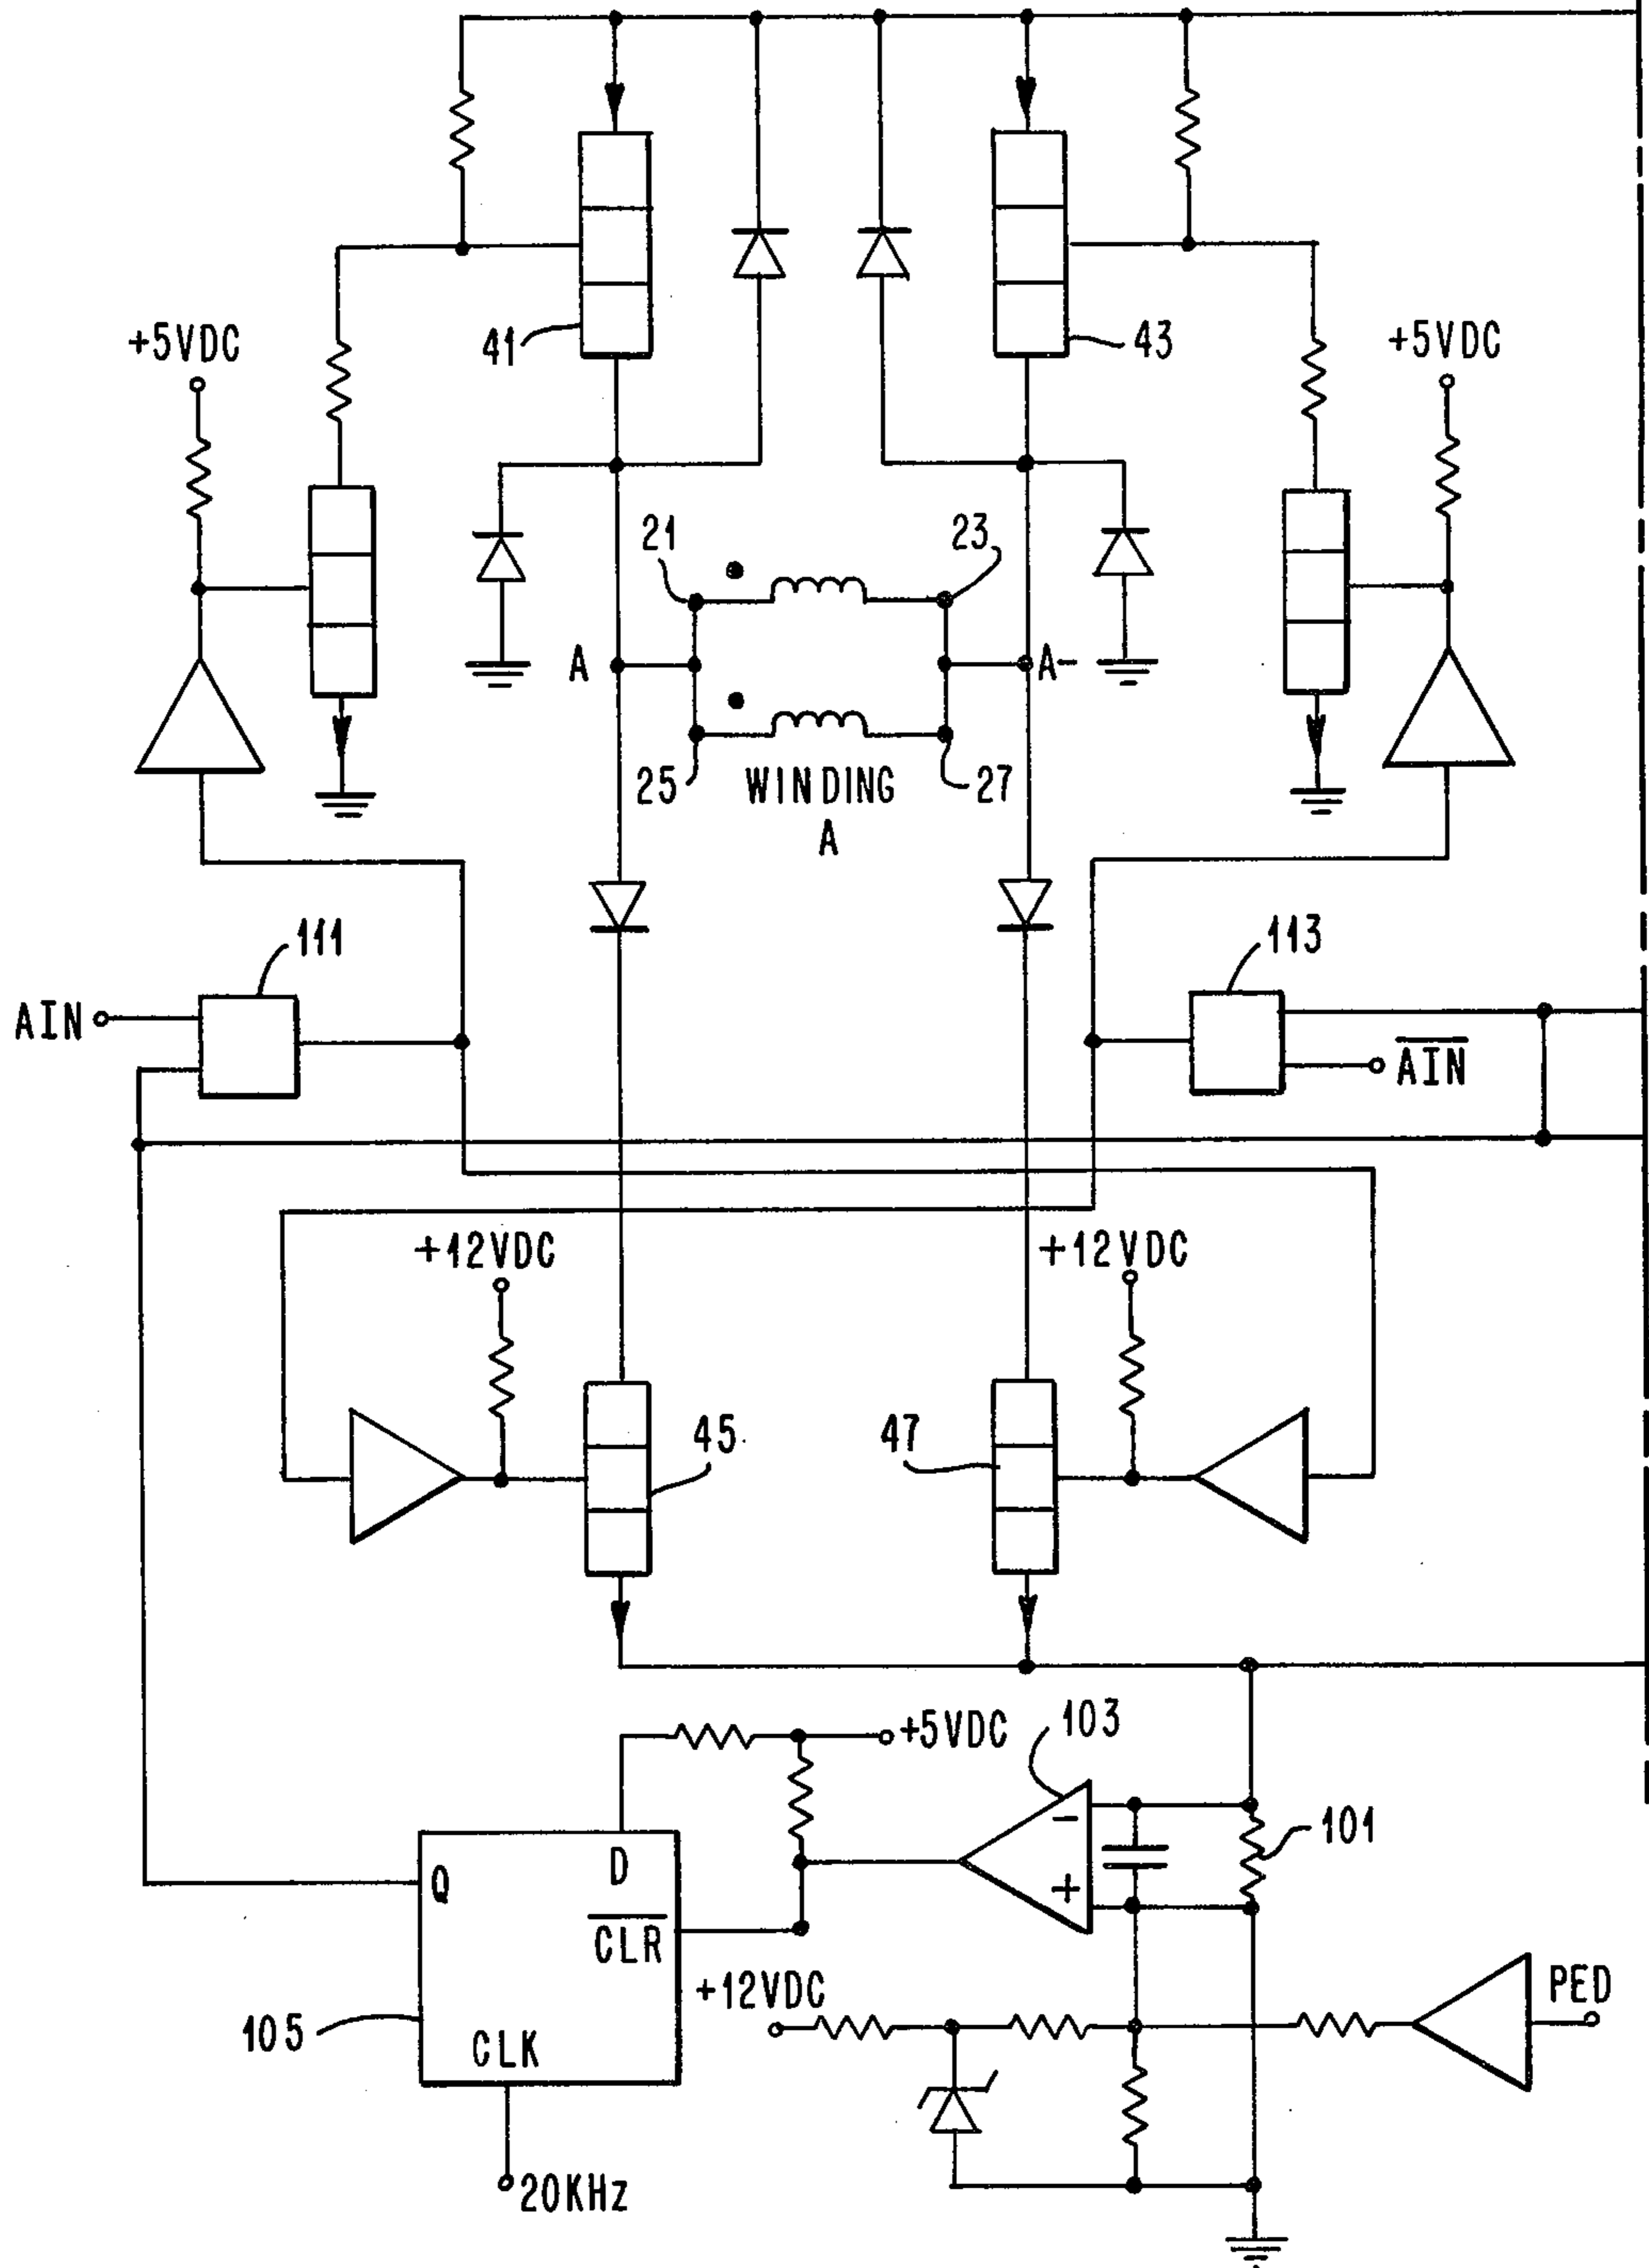 41
43
+5VDC
+5VDC
21
23
A
A-
25
WINDING
A
27
111
113
AIN
AIN
+12VDC
+12VDC
45
47
+5VDC
103
-
+
101
Q
D
CLR
+12VDC
PED
105
CLK
20KHz